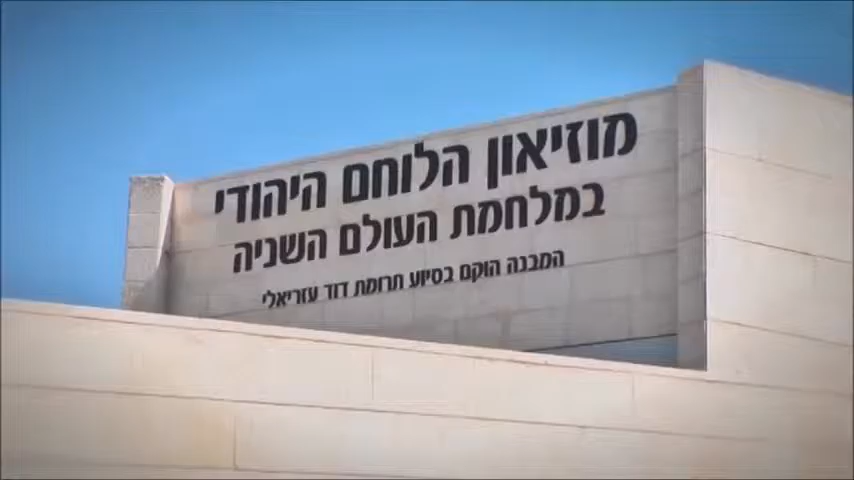 מוזיאון הלוחם היהודי
במלחמת העולם השניה
המבנה הוקם בסיוע תרומת דוד עזריאלי